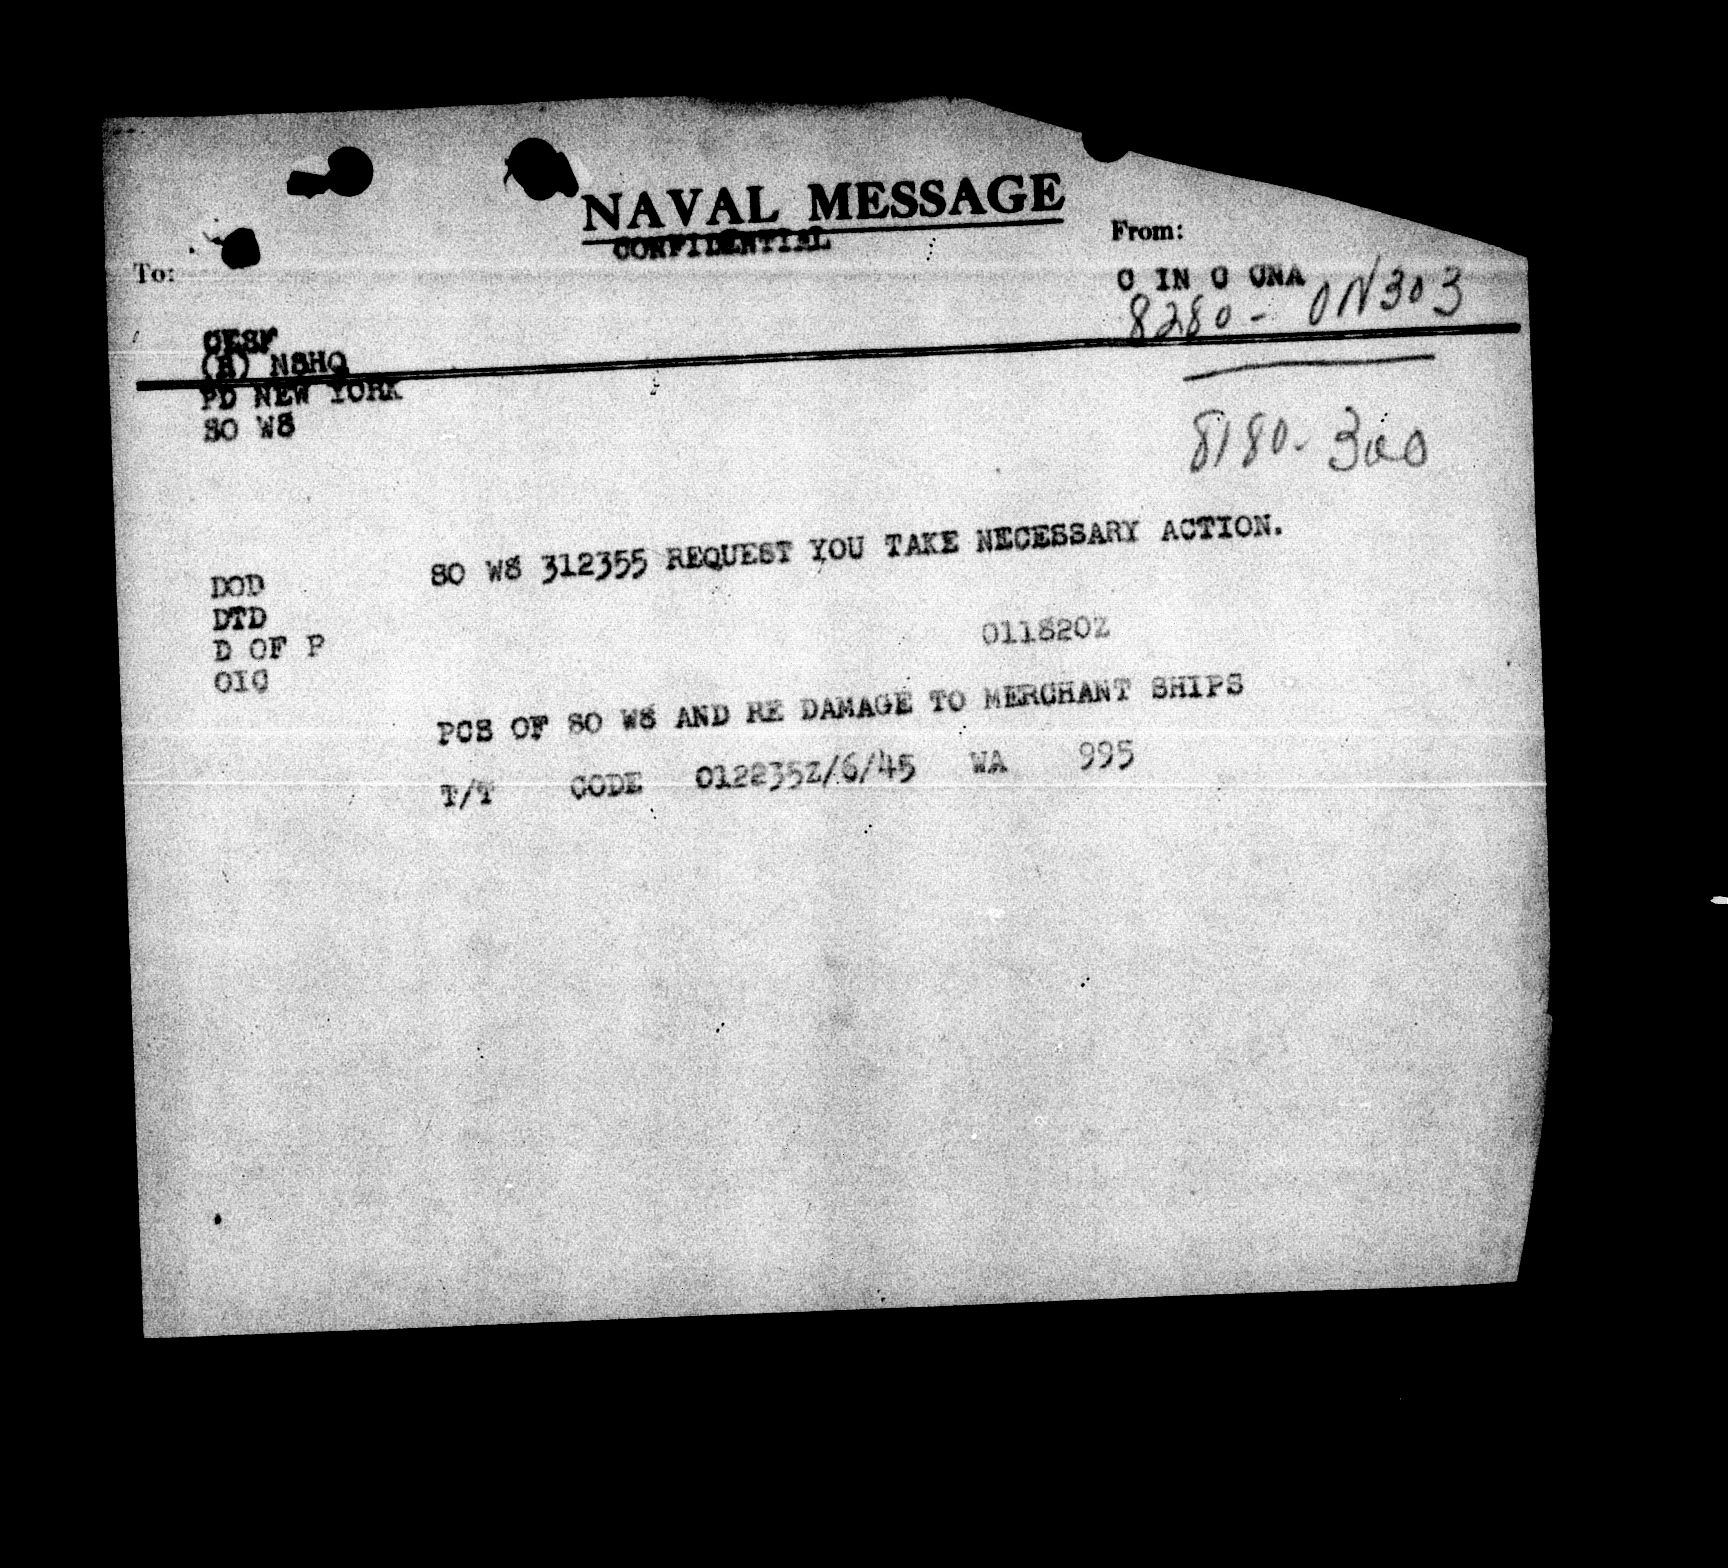 NAVAL MESSAGE
CONFIDENTIAL
To:
From:
C IN C CNA
8280 - ON 303
CESF
(R) NSHQ
PD NEW YORK
SO W8
8180 - 300
SO W8 312355 REQUEST YOU TAKE NECESSARY ACTION.
DOD
DTD
D OF P
OIC
011820Z
PCS OF SO W8 AND RE DAMAGE TO MERCHANT SHIPS
T/T CODE 012235Z/6/45 WA 995